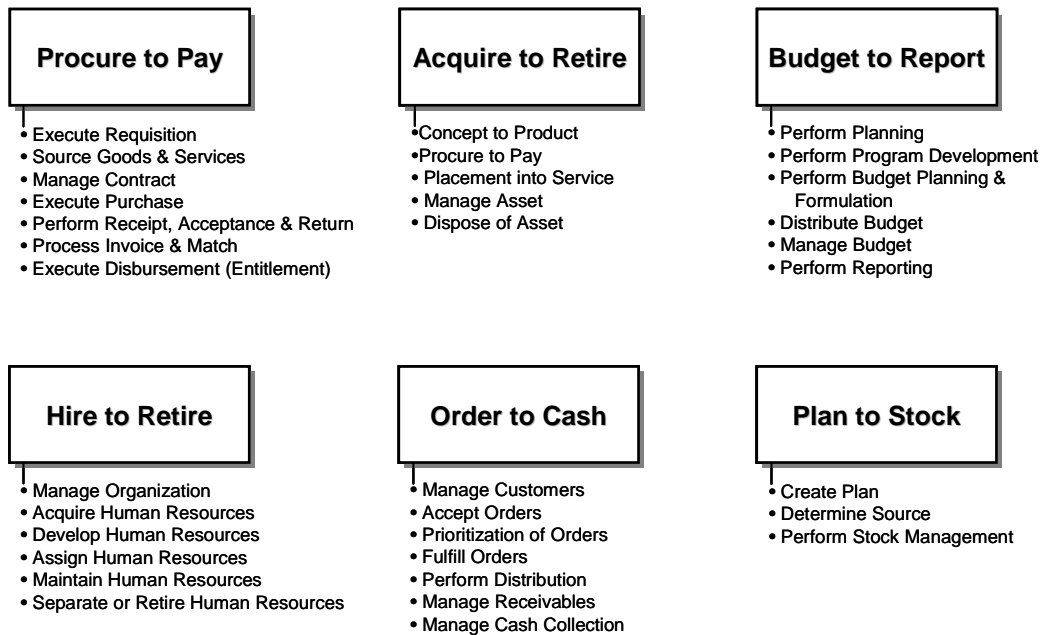 Procure to Pay
• Execute Requisition
• Source Goods & Services
• Manage Contract
• Execute Purchase
• Perform Receipt, Acceptance & Return
• Process Invoice & Match
• Execute Disbursement (Entitlement)
Acquire to Retire
•Concept to Product
•Procure to Pay
• Placement into Service
• Manage Asset
• Dispose of Asset
Budget to Report
• Perform Planning
• Perform Program Development
• Perform Budget Planning &
Formulation
• Distribute Budget
• Manage Budget
• Perform Reporting
Hire to Retire
• Manage Organization
• Acquire Human Resources
• Develop Human Resources
• Assign Human Resources
• Maintain Human Resources
• Separate or Retire Human Resources
Order to Cash
• Manage Customers
• Accept Orders
• Prioritization of Orders
• Fulfill Orders
• Perform Distribution
• Manage Receivables
• Manage Cash Collection
Plan to Stock
• Create Plan
• Determine Source
• Perform Stock Management